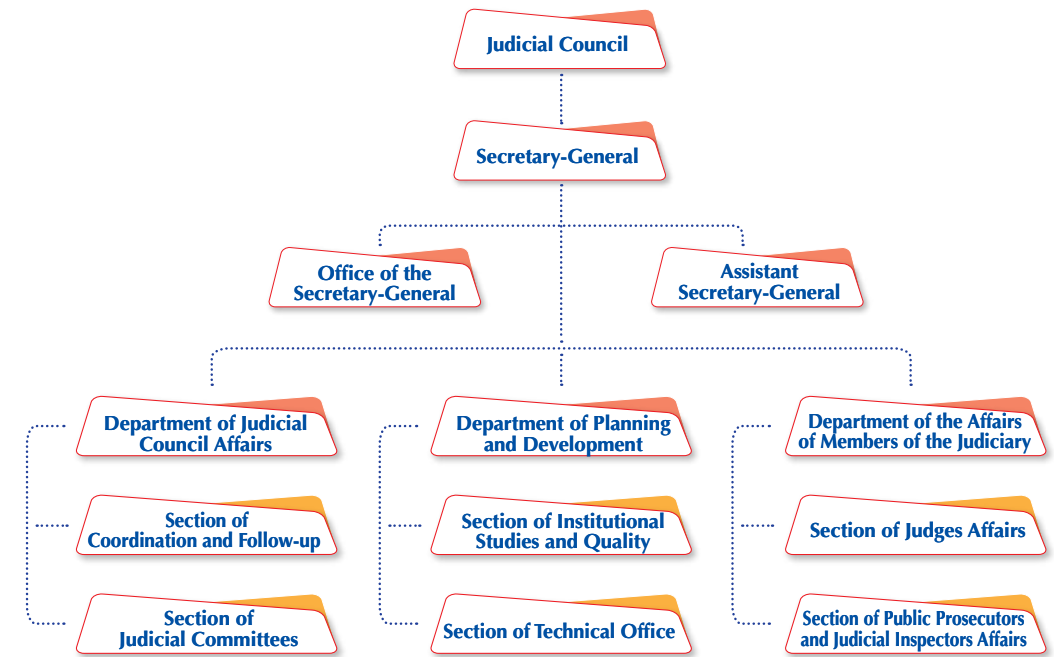 Judicial Council
Secretary-General
Office of the
Secretary-General
Assistant
Secretary-General
Department of Judicial
Council Affairs
Department of Planning
and Development
Department of the Affairs
of Members of the Judiciary
Section of
Coordination and Follow-up
Section of Institutional
Studies and Quality
Section of Judges Affairs
Section of
Judicial Committees
Section of Technical Office
Section of Public Prosecutors
and Judicial Inspectors Affairs